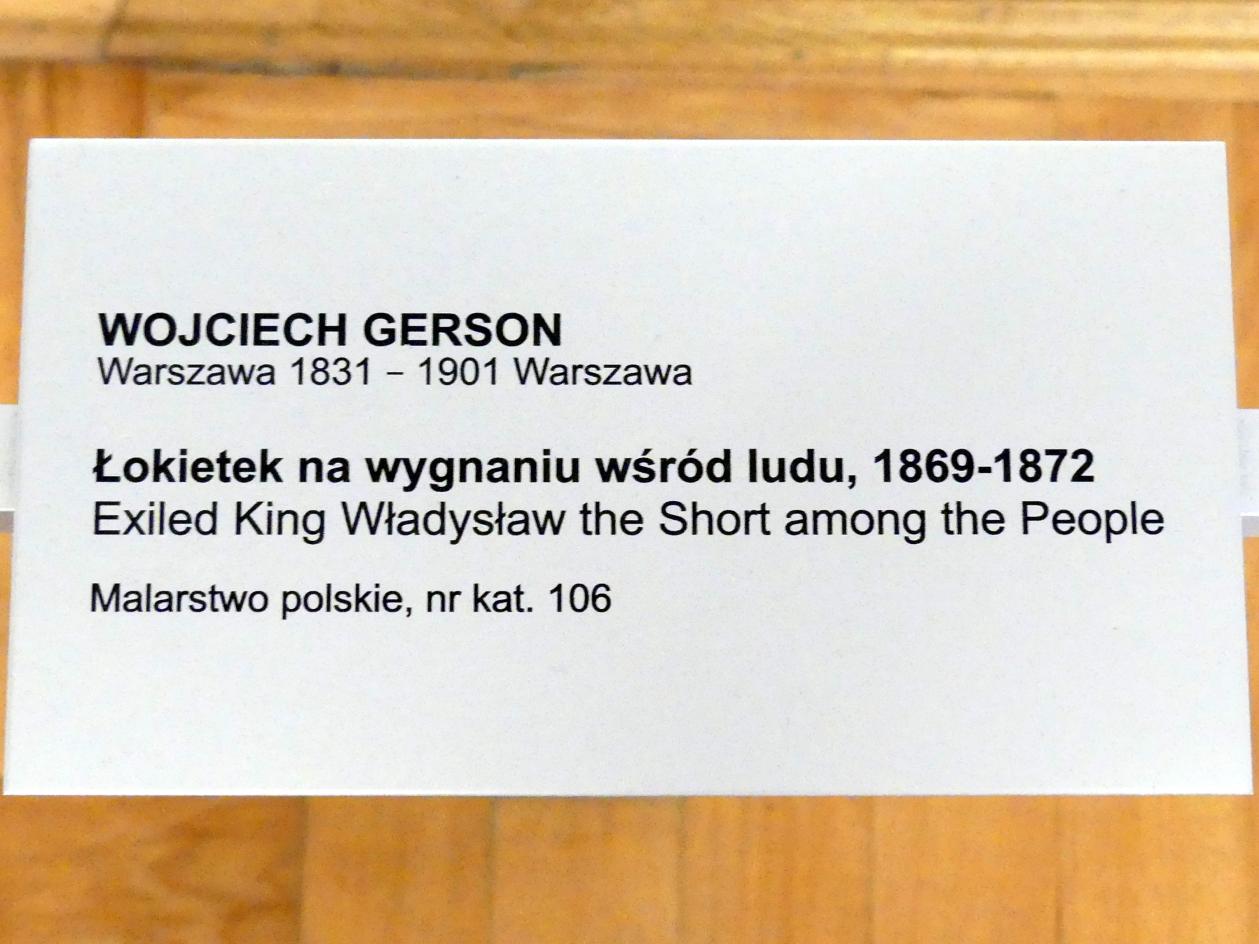 WOJCIECH GERSON
Warszawa 1831 – 1901 Warszawa
Łokietek na wygnaniu wśród ludu, 1869-1872
Exiled King Władysław the Short among the People
Malarstwo polskie, nr kat. 106